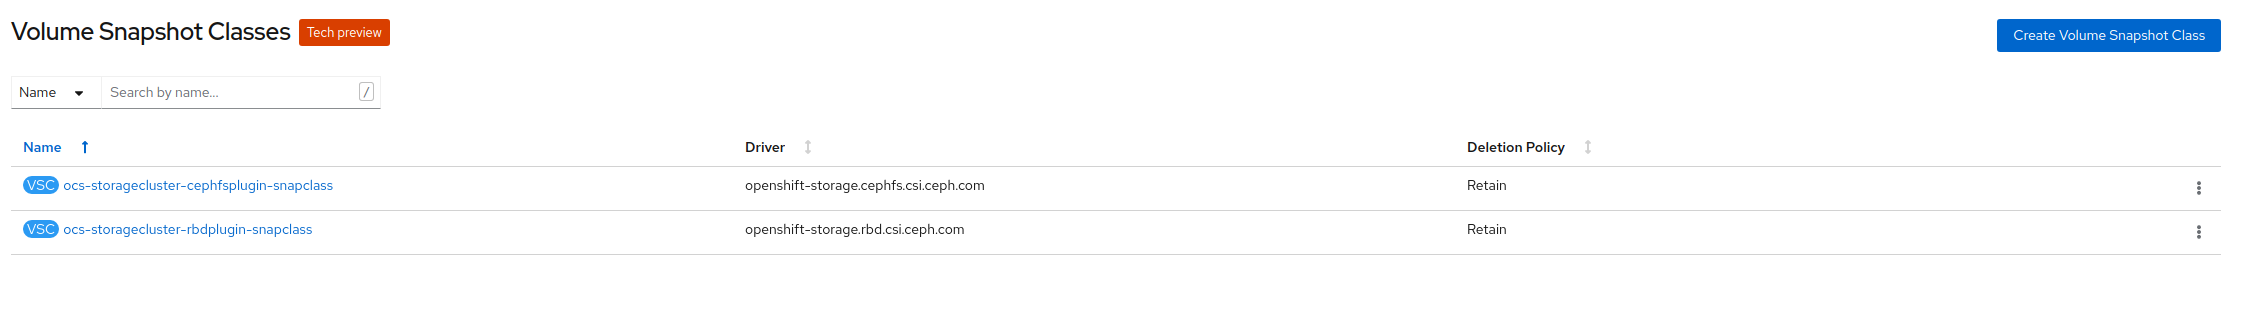 Volume Snapshot Classes Tech preview
Create Volume Snapshot Class
Name Search by name... /
Name Driver Deletion Policy
VSC ocs-storagecluster-cephfsplugin-snapclass openshift-storage.cephfs.csi.ceph.com Retain
VSC ocs-storagecluster-rbdplugin-snapclass openshift-storage.rbd.csi.ceph.com Retain